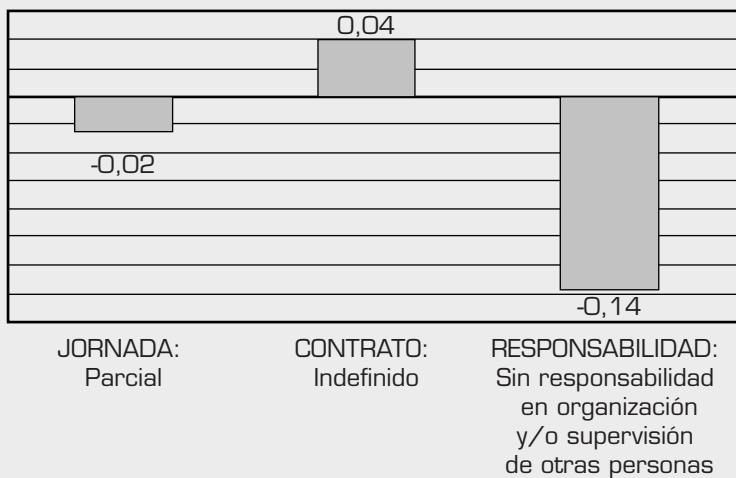 0,04
-0,02
-0,14
JORNADA:
Parcial
CONTRATO:
Indefinido
RESPONSABILIDAD:
Sin responsabilidad
en organización
y/o supervisión
de otras personas